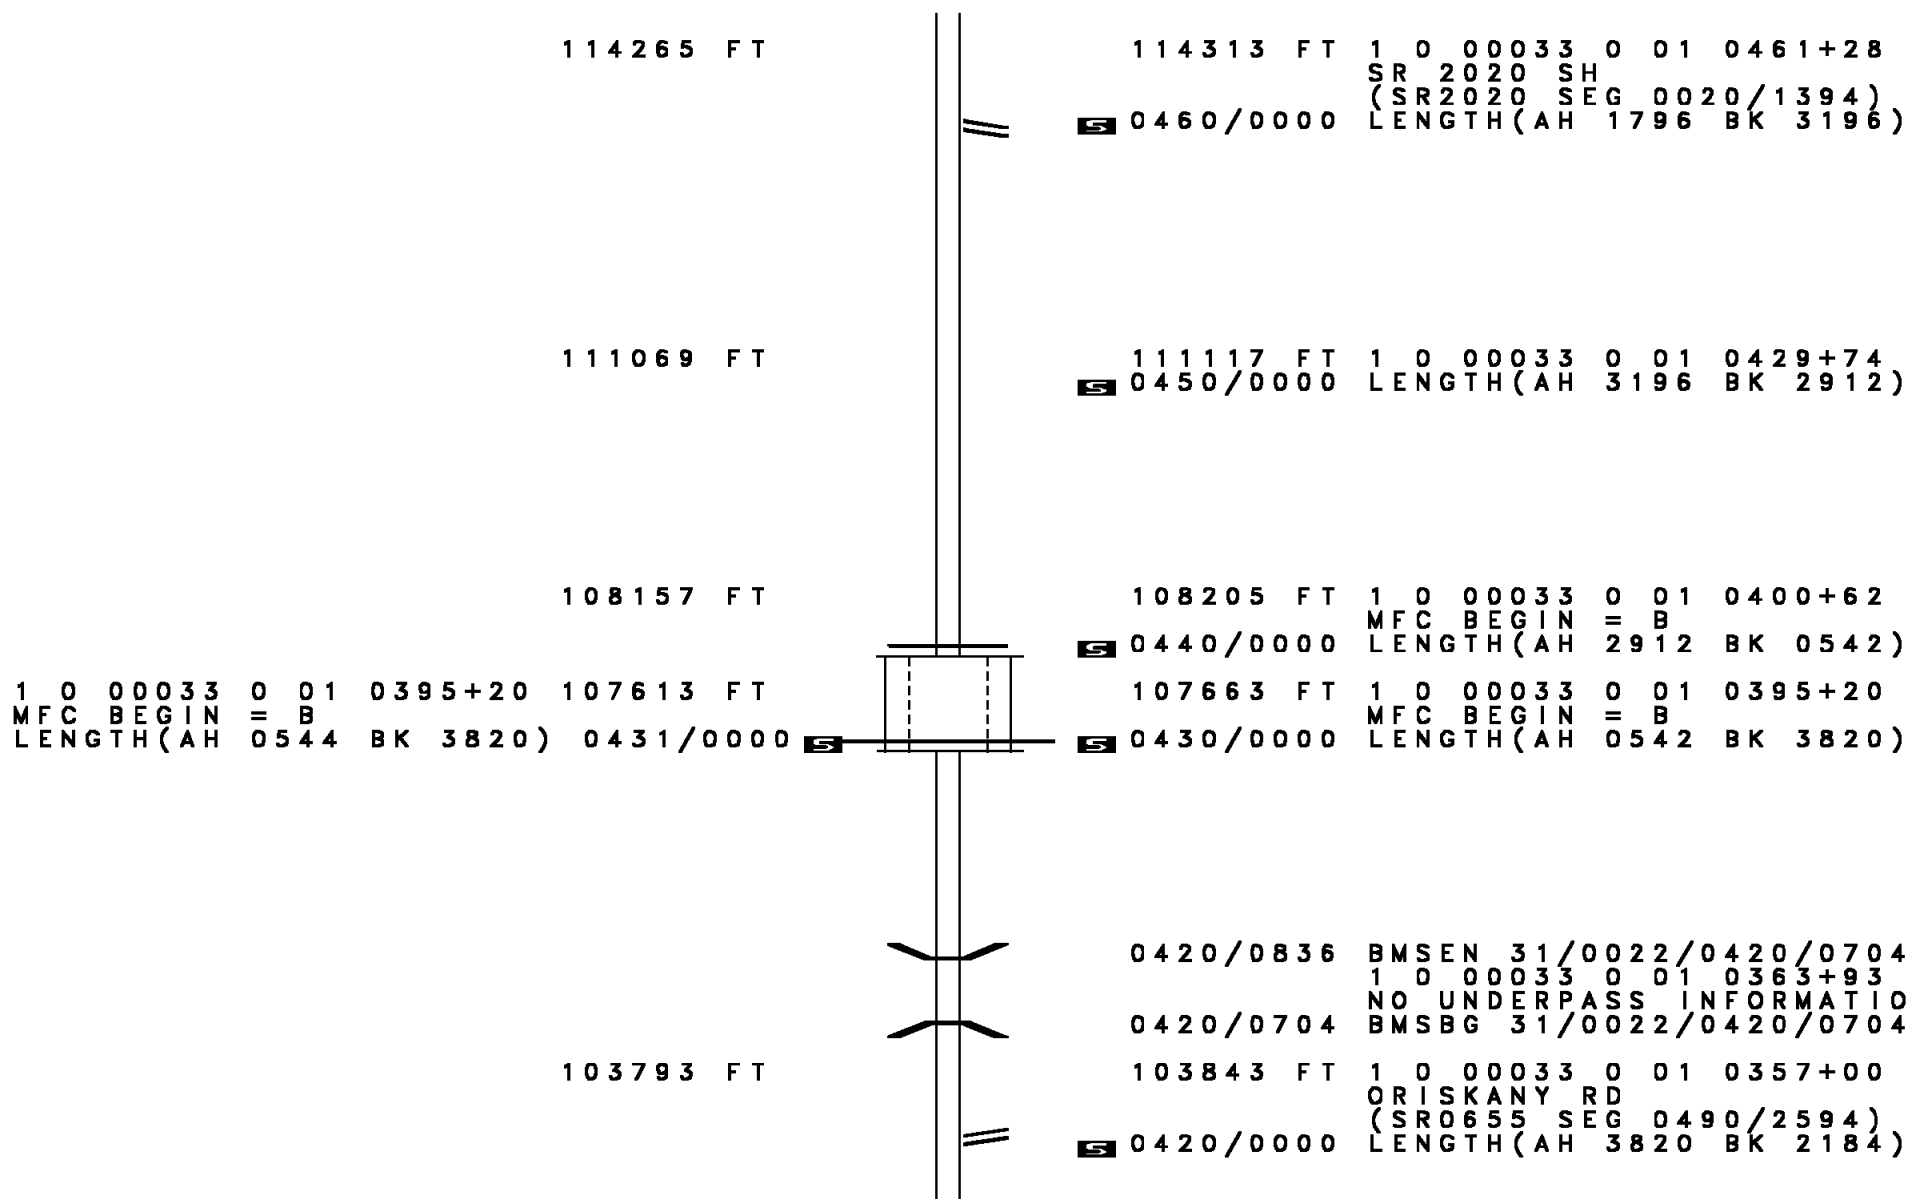 114265 FT 114313 FT 1 0 00033 0 01 0461+28
SR 2020 SH
(SR2020 SEG 0020/1394)
S 0460/0000 LENGTH(AH 1796 BK 3196)
111069 FT 111117 FT 1 0 00033 0 01 0429+74
S 0450/0000 LENGTH(AH 3196 BK 2912)
108157 FT 108205 FT 1 0 00033 0 01 0400+62
MFC BEGIN = B
S 0440/0000 LENGTH(AH 2912 BK 0542)
1 0 00033 0 01 0395+20 107613 FT 107663 FT 1 0 00033 0 01 0395+20
MFC BEGIN = B MFC BEGIN = B
LENGTH(AH 0544 BK 3820) 0431/0000 S S 0430/0000 LENGTH(AH 0542 BK 3820)
0420/0836 BMSEN 31/0022/0420/0704
1 0 00033 0 01 0363+93
NO UNDERPASS INFORMATIO
0420/0704 BMSBG 31/0022/0420/0704
103793 FT 103843 FT 1 0 00033 0 01 0357+00
ORISKANY RD
(SR0655 SEG 0490/2594)
S 0420/0000 LENGTH(AH 3820 BK 2184)